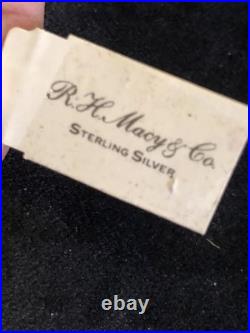 R.H. Macy & Co.
STERLING SILVER